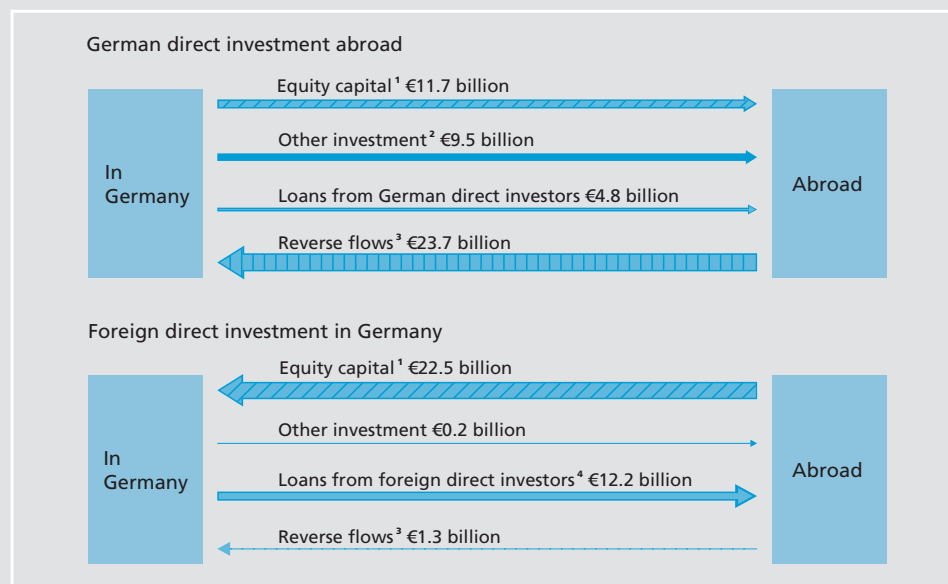 German direct investment abroad
Equity capital¹ €11.7 billion
Other investment² €9.5 billion
In
Germany
Abroad
Loans from German direct investors €4.8 billion
Reverse flows³ €23.7 billion
Foreign direct investment in Germany
Equity capital¹ €22.5 billion
Other investment €0.2 billion
In
Germany
Abroad
Loans from foreign direct investors⁴ €12.2 billion
Reverse flows³ €1.3 billion